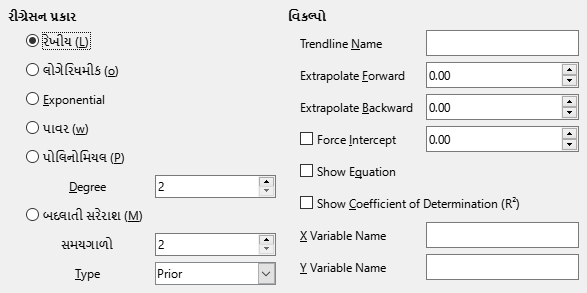 રીગ્રેસન પ્રકાર
રેખીય (L)
લોગેરિધમીક (o)
Exponential
પાવર (w)
પોલિનોમિયલ (P)
Degree 2
બદલાતી સરેરાશ (M)
સમયગાળો 2
Type Prior
વિકલ્પો
Trendline Name
Extrapolate Forward 0.00
Extrapolate Backward 0.00
Force Intercept 0.00
Show Equation
Show Coefficient of Determination (R²)
X Variable Name
Y Variable Name